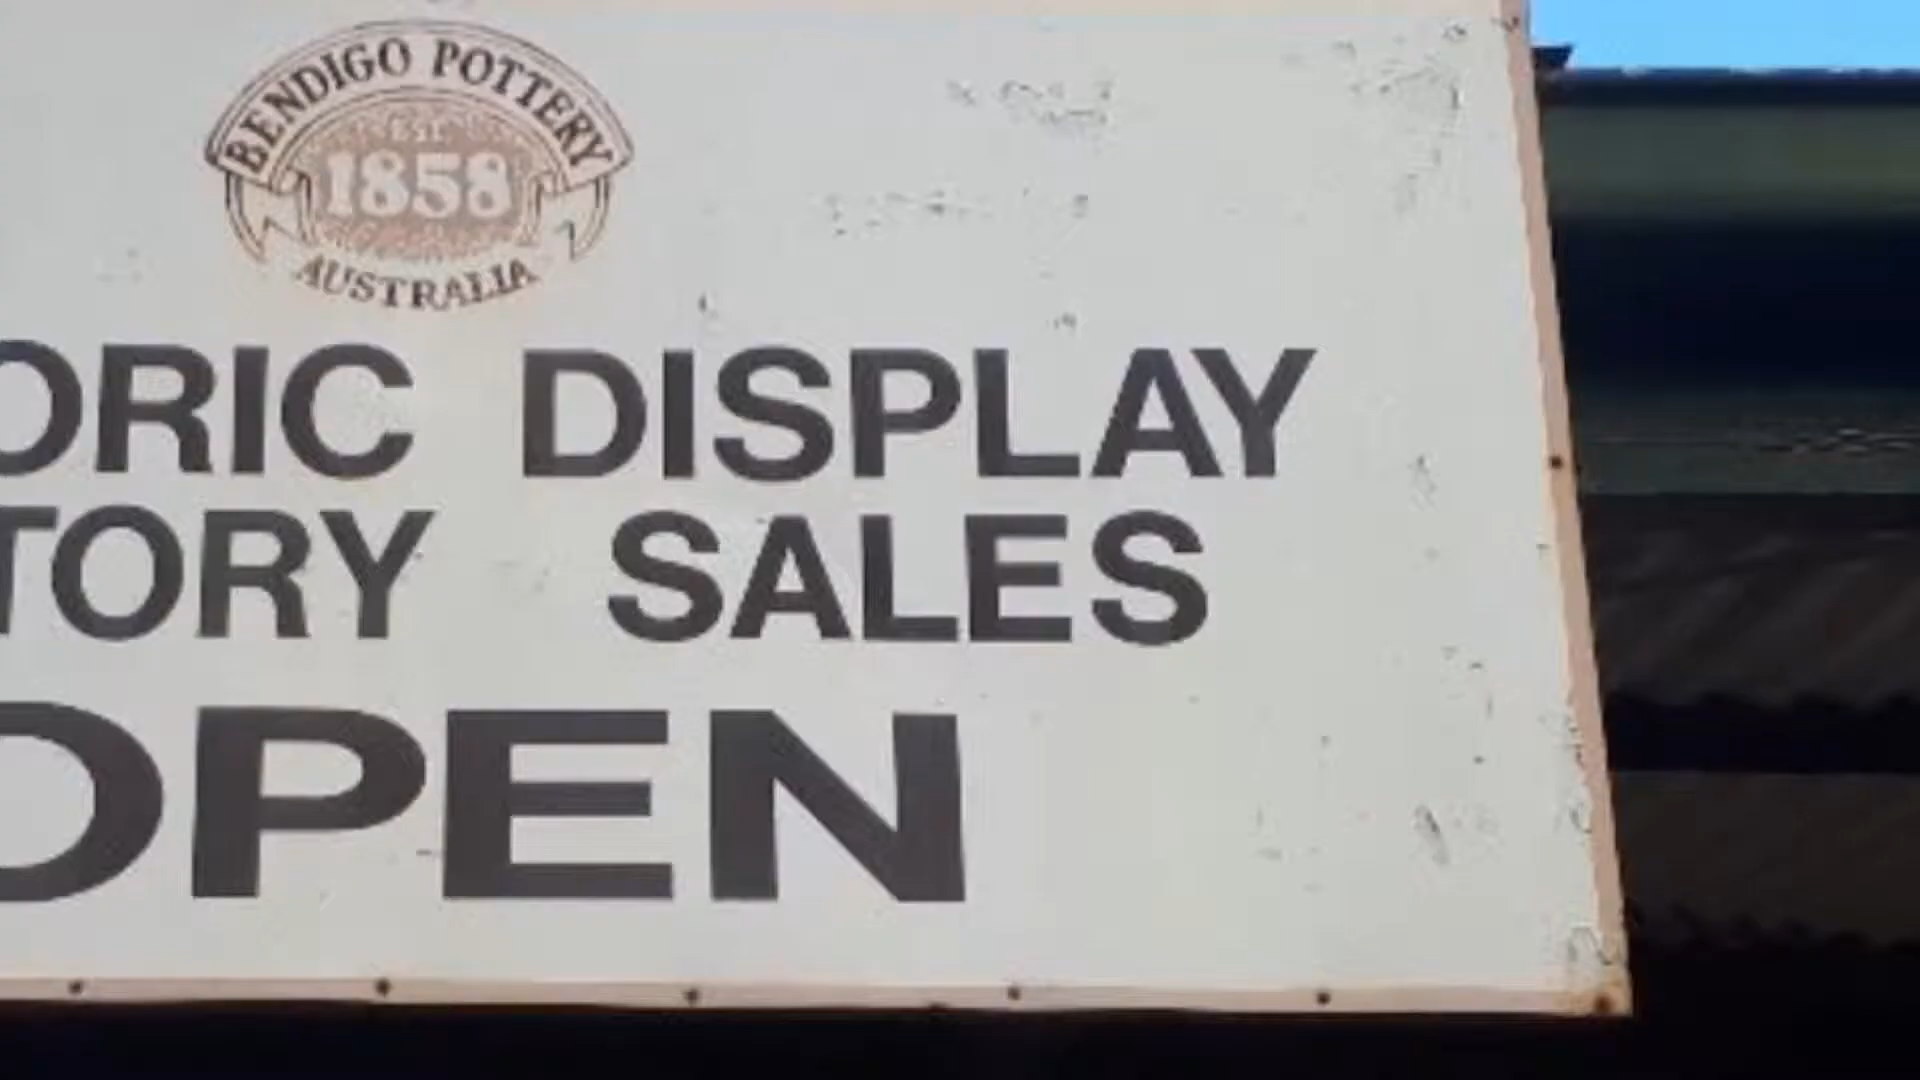 BENDIGO POTTERY
EST.
1858
AUSTRALIA
ORIC DISPLAY
TORY SALES
OPEN